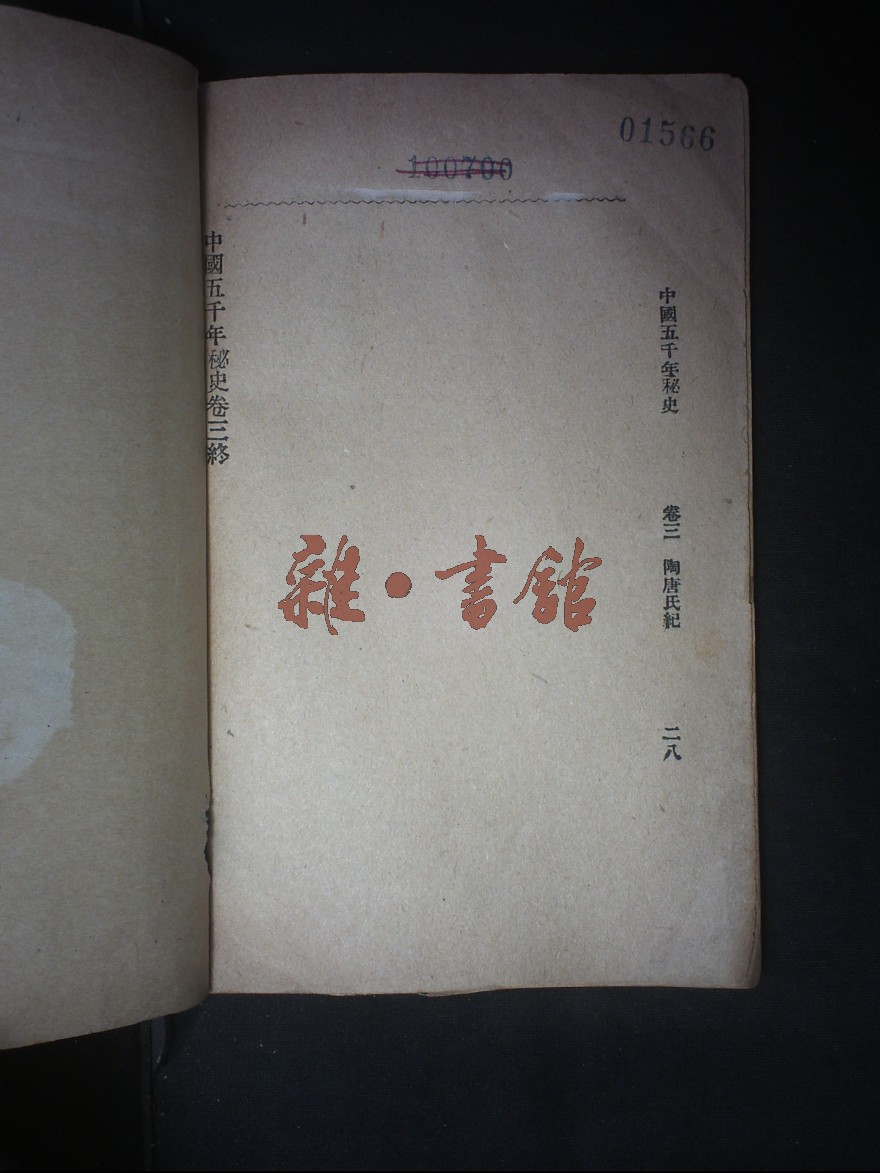 01566
100700
中國五千年秘史　卷三　陶唐氏紀　二八
中國五千年秘史卷三終
雜•書館